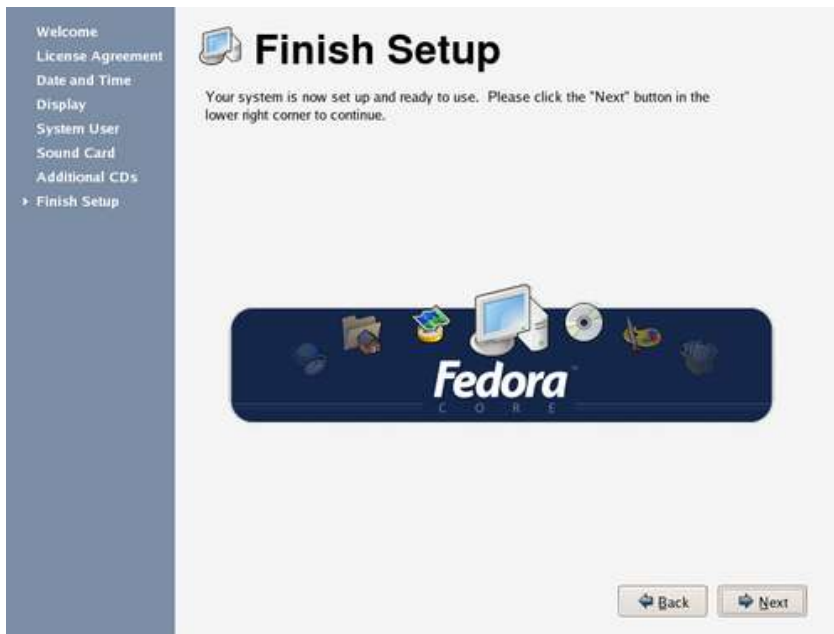 Welcome
License Agreement
Date and Time
Display
System User
Sound Card
Additional CDs
Finish Setup
Finish Setup
Your system is now set up and ready to use. Please click the "Next" button in the
lower right corner to continue.
Fedora™
CORE
Back
Next